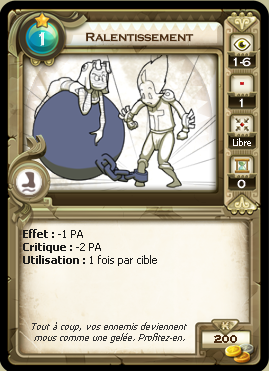 1
RALENTISSEMENT
1-6
1
Libre
0
Effet : -1 PA
Critique : -2 PA
Utilisation : 1 fois par cible
Tout à coup, vos ennemis deviennent
mous comme une gelée. Profitez-en.
200